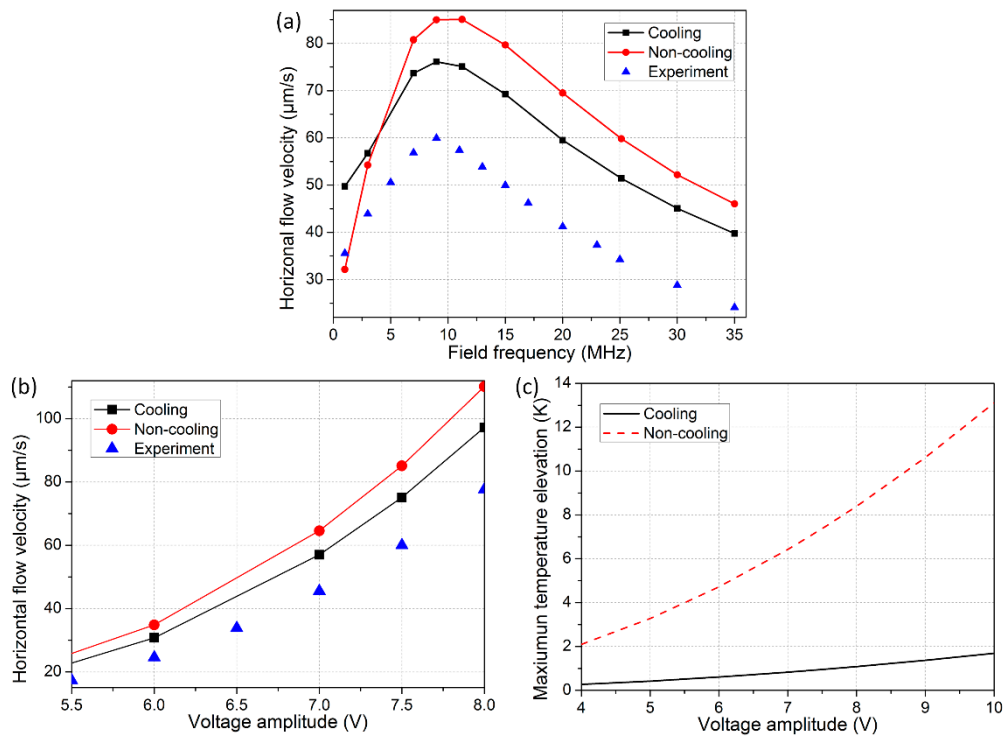 (a)
Horizonal flow velocity (μm/s)
80
70
60
50
40
30
Cooling
Non-cooling
Experiment
0 5 10 15 20 25 30 35
Field frequency (MHz)
(b)
Horizontal flow velocity (μm/s)
100
80
60
40
20
Cooling
Non-cooling
Experiment
5.5 6.0 6.5 7.0 7.5 8.0
Voltage amplitude (V)
(c)
Maxiumun temperature elevation (K)
14
12
10
8
6
4
2
0
Cooling
Non-cooling
4 5 6 7 8 9 10
Voltage amplitude (V)